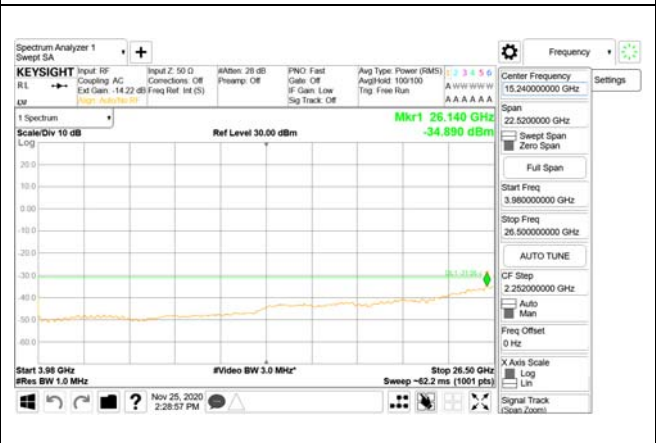 Spectrum Analyzer 1
Swept SA
+
Frequency
KEYSIGHT
RL
Input: RF
Coupling: AC
Ext Gain: -14.22 dB
Align: Auto/No RF
Input Z: 50 Ω
Corrections: Off
Freq Ref: Int (S)
#Atten: 28 dB
Preamp: Off
PNO: Fast
Gate: Off
IF Gain: Low
Sig Track: Off
Avg Type: Power (RMS)
Avg|Hold: 100/100
Trig: Free Run
1 2 3 4 5 6
A W W W W W
A A A A A A
1 Spectrum
Scale/Div 10 dB
Ref Level 30.00 dBm
Mkr1 26.140 GHz
-34.890 dBm
Log
20.0
10.0
0.00
-10.0
-20.0
-30.0
-40.0
-50.0
-60.0
Start 3.98 GHz
#Res BW 1.0 MHz
#Video BW 3.0 MHz*
Stop 26.50 GHz
Sweep ~62.2 ms (1001 pts)
Nov 25, 2020
2:28:57 PM
Center Frequency
15.240000000 GHz
Settings
Span
22.5200000 GHz
Swept Span
Zero Span
Full Span
Start Freq
3.980000000 GHz
Stop Freq
26.500000000 GHz
AUTO TUNE
CF Step
2.252000000 GHz
Auto
Man
Freq Offset
0 Hz
X Axis Scale
Log
Lin
Signal Track
(Span Zoom)